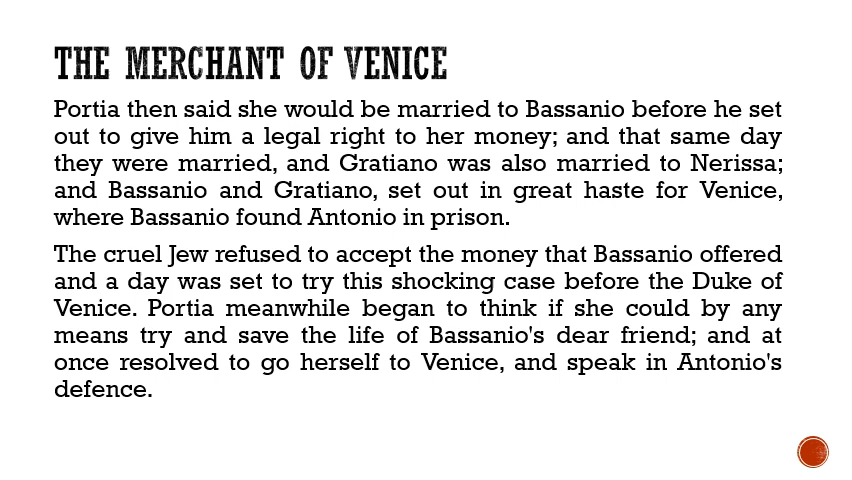 THE MERCHANT OF VENICE
Portia then said she would be married to Bassanio before he set
out to give him a legal right to her money; and that same day
they were married, and Gratiano was also married to Nerissa;
and Bassanio and Gratiano, set out in great haste for Venice,
where Bassanio found Antonio in prison.
The cruel Jew refused to accept the money that Bassanio offered
and a day was set to try this shocking case before the Duke of
Venice. Portia meanwhile began to think if she could by any
means try and save the life of Bassanio's dear friend; and at
once resolved to go herself to Venice, and speak in Antonio's
defence.